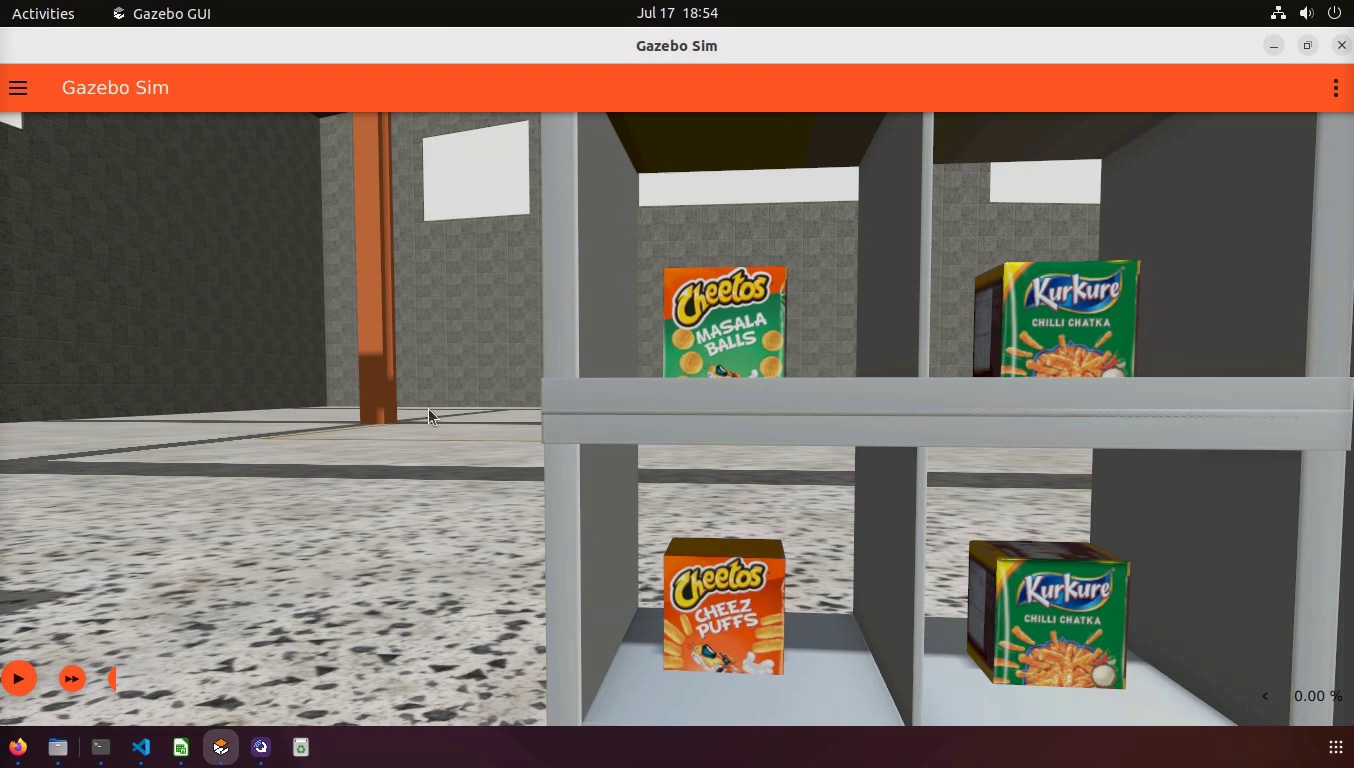 Activities
Gazebo GUI
Jul 17 18:54
Gazebo Sim
Gazebo Sim
Cheetos
MASALA
BALLS
KurKure
CHILLI CHATKA
Cheetos
CHEEZ
PUFFS
KurKure
CHILLI CHATKA
0.00 %